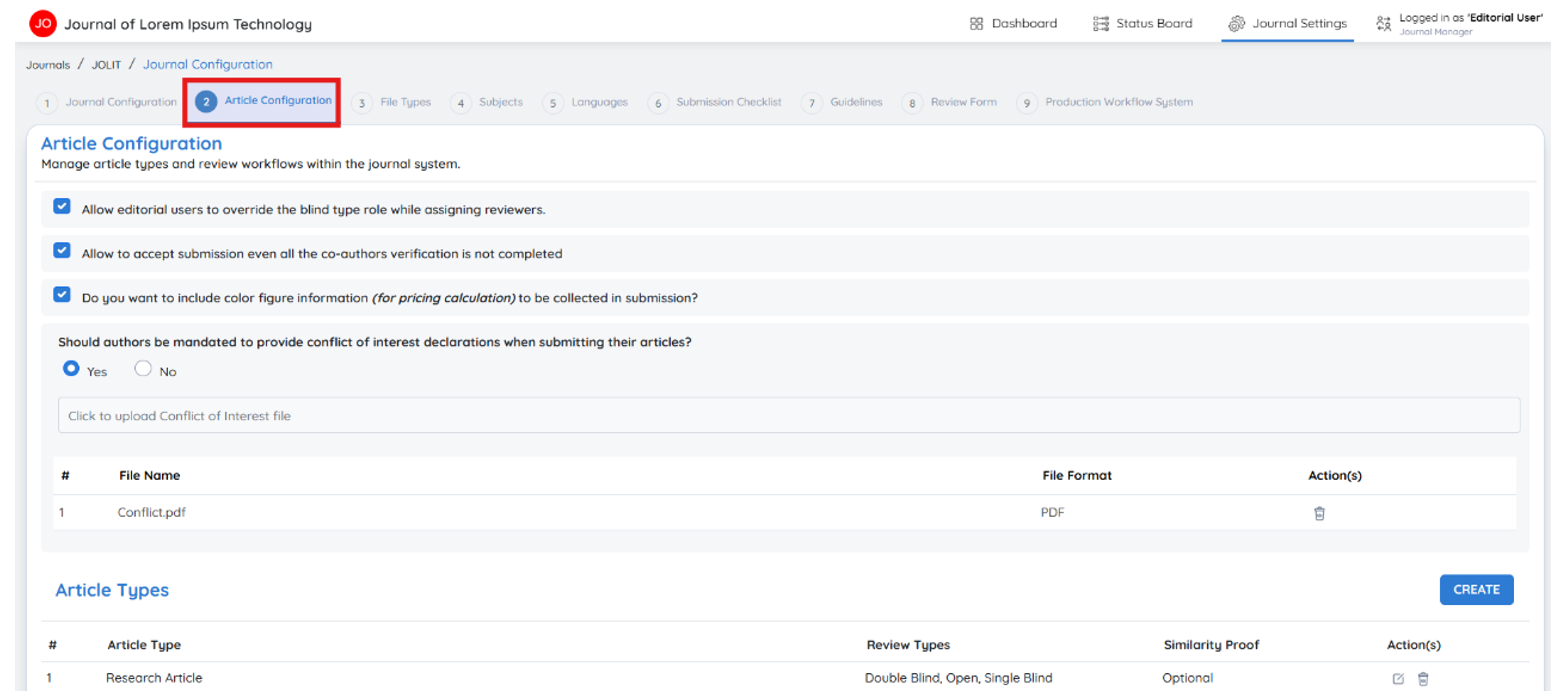 JO Journal of Lorem Ipsum Technology Dashboard Status Board Journal Settings Logged in as 'Editorial User'
Journal Manager
Journals / JOLIT / Journal Configuration
1 Journal Configuration 2 Article Configuration 3 File Types 4 Subjects 5 Languages 6 Submission Checklist 7 Guidelines 8 Review Form 9 Production Workflow System
Article Configuration
Manage article types and review workflows within the journal system.
Allow editorial users to override the blind type role while assigning reviewers.
Allow to accept submission even all the co-authors verification is not completed
Do you want to include color figure information (for pricing calculation) to be collected in submission?
Should authors be mandated to provide conflict of interest declarations when submitting their articles?
Yes No
Click to upload Conflict of Interest file
# File Name File Format Action(s)
1 Conflict.pdf PDF
Article Types CREATE
# Article Type Review Types Similarity Proof Action(s)
1 Research Article Double Blind, Open, Single Blind Optional